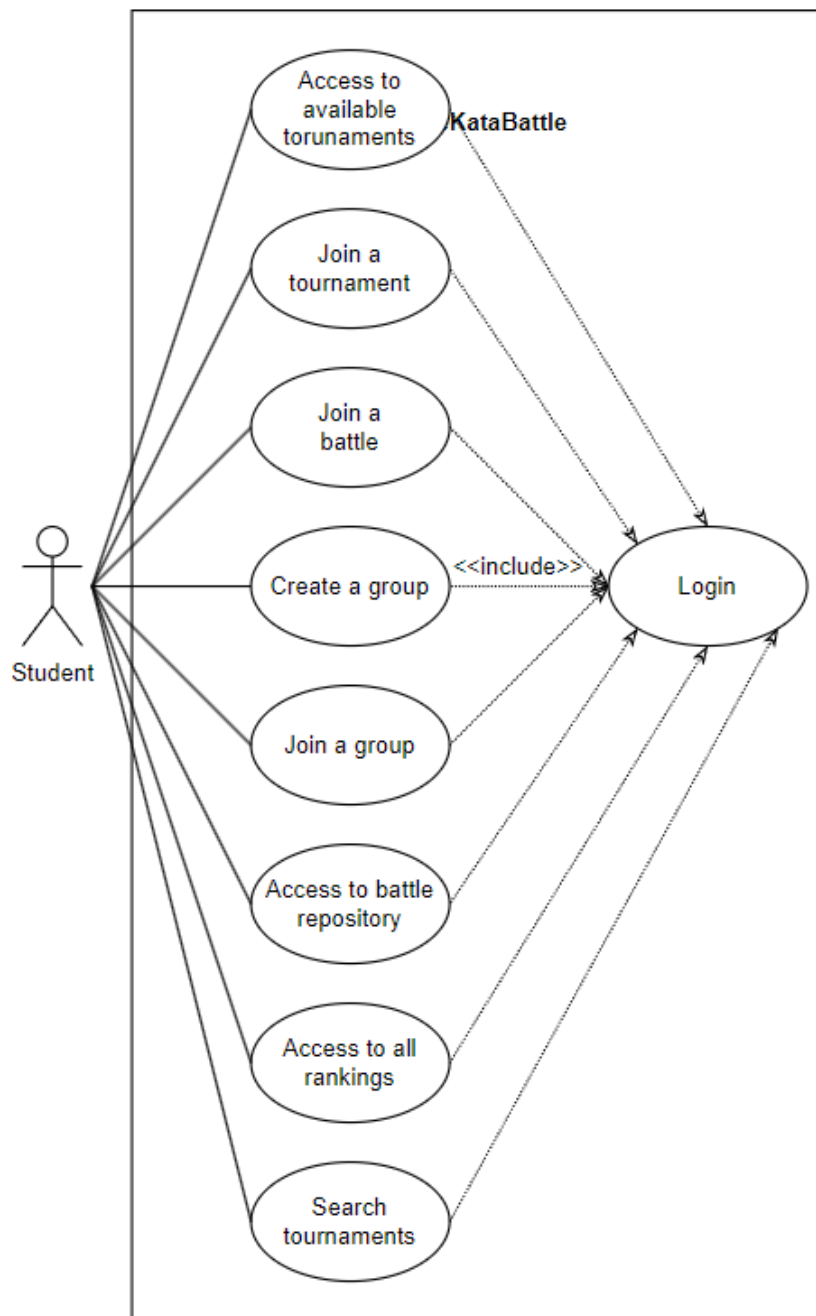 Access to
available
torunaments
KataBattle
Join a
tournament
Join a
battle
Create a group
<<include>>
Login
Student
Join a group
Access to battle
repository
Access to all
rankings
Search
tournaments